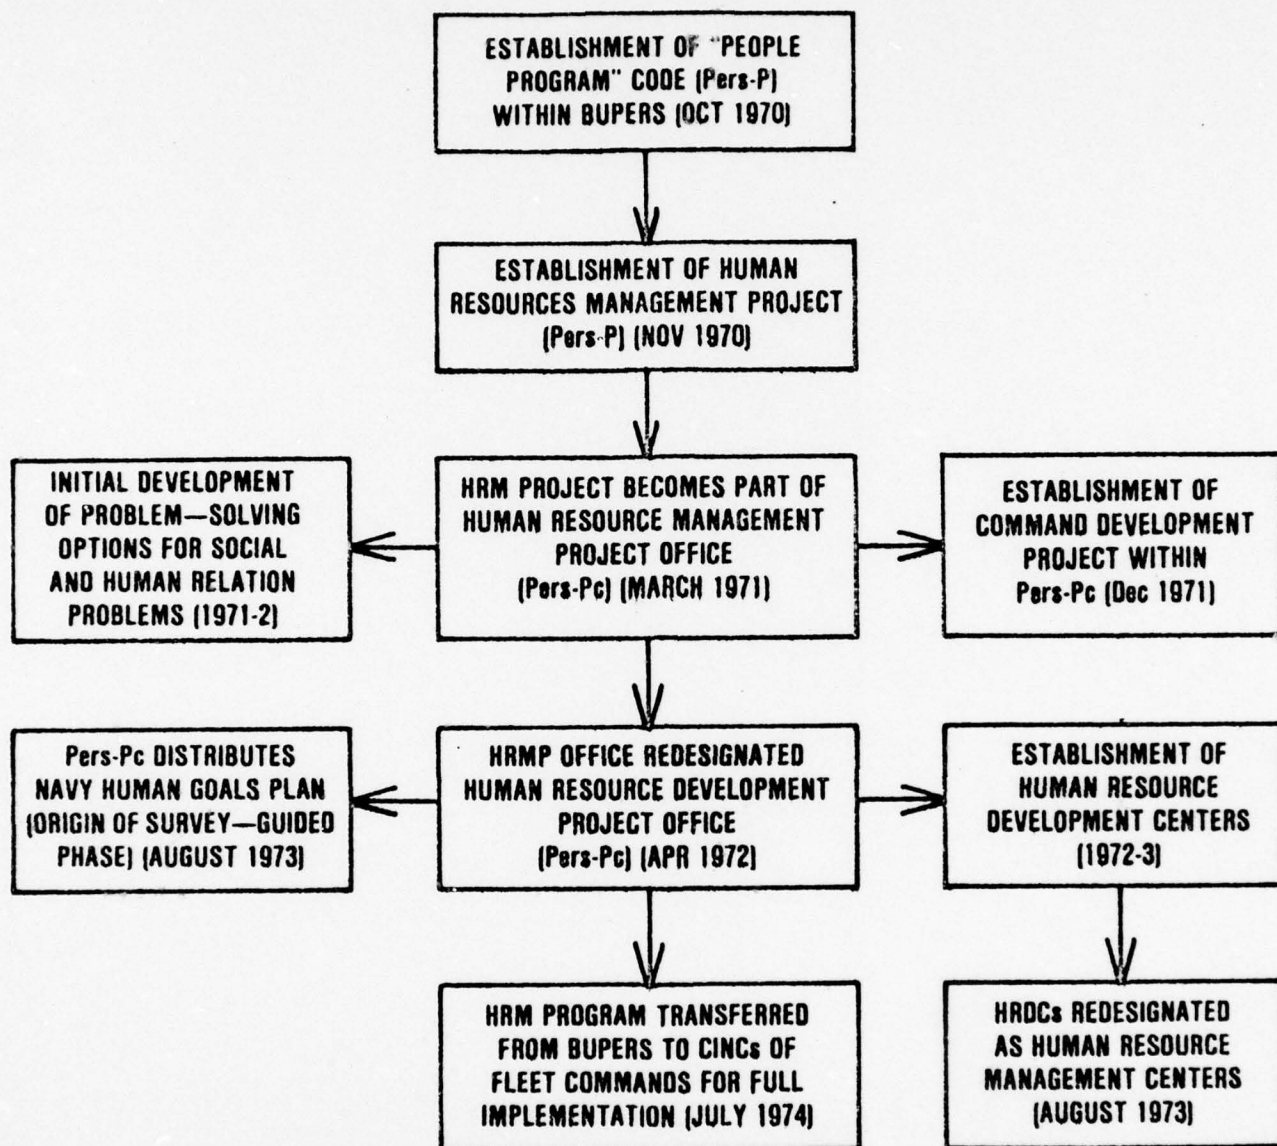 ESTABLISHMENT OF "PEOPLE
PROGRAM" CODE (Pers-P)
WITHIN BUPERS (OCT 1970)
ESTABLISHMENT OF HUMAN
RESOURCES MANAGEMENT PROJECT
(Pers-P) (NOV 1970)
INITIAL DEVELOPMENT
OF PROBLEM—SOLVING
OPTIONS FOR SOCIAL
AND HUMAN RELATION
PROBLEMS (1971-2)
HRM PROJECT BECOMES PART OF
HUMAN RESOURCE MANAGEMENT
PROJECT OFFICE
(Pers-Pc) (MARCH 1971)
ESTABLISHMENT OF
COMMAND DEVELOPMENT
PROJECT WITHIN
Pers-Pc (Dec 1971)
Pers-Pc DISTRIBUTES
NAVY HUMAN GOALS PLAN
(ORIGIN OF SURVEY—GUIDED
PHASE) (AUGUST 1973)
HRMP OFFICE REDESIGNATED
HUMAN RESOURCE DEVELOPMENT
PROJECT OFFICE
(Pers-Pc) (APR 1972)
ESTABLISHMENT OF
HUMAN RESOURCE
DEVELOPMENT CENTERS
(1972-3)
HRM PROGRAM TRANSFERRED
FROM BUPERS TO CINCs OF
FLEET COMMANDS FOR FULL
IMPLEMENTATION (JULY 1974)
HRDCs REDESIGNATED
AS HUMAN RESOURCE
MANAGEMENT CENTERS
(AUGUST 1973)